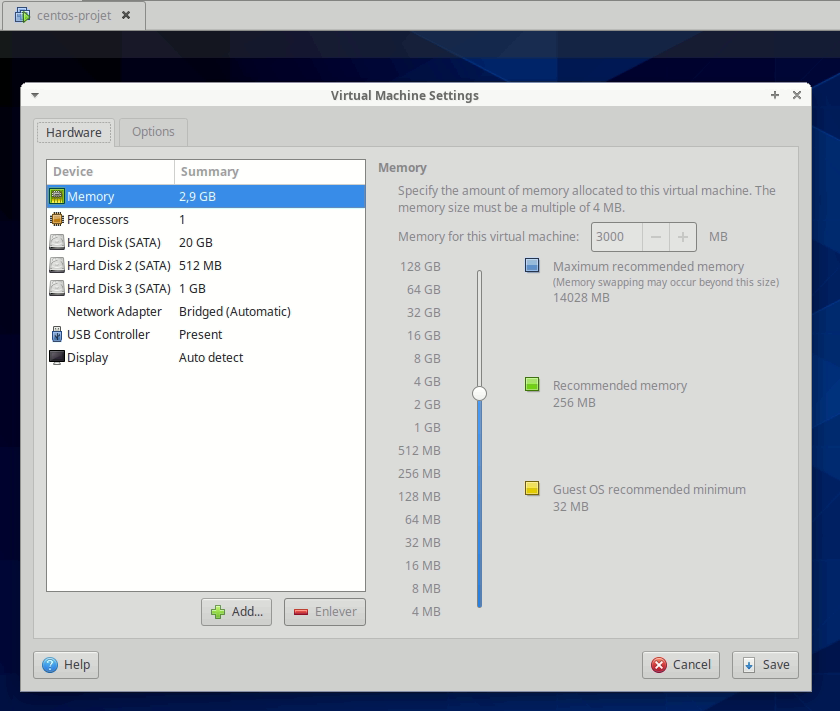 centos-projet
Virtual Machine Settings
Hardware
Options
Device Summary
Memory 2,9 GB
Processors 1
Hard Disk (SATA) 20 GB
Hard Disk 2 (SATA) 512 MB
Hard Disk 3 (SATA) 1 GB
Network Adapter Bridged (Automatic)
USB Controller Present
Display Auto detect
Add...
Enlever
Memory
Specify the amount of memory allocated to this virtual machine. The
memory size must be a multiple of 4 MB.
Memory for this virtual machine: 3000 MB
128 GB
64 GB
32 GB
16 GB
8 GB
4 GB
2 GB
1 GB
512 MB
256 MB
128 MB
64 MB
32 MB
16 MB
8 MB
4 MB
Maximum recommended memory
(Memory swapping may occur beyond this size)
14028 MB
Recommended memory
256 MB
Guest OS recommended minimum
32 MB
Help
Cancel
Save